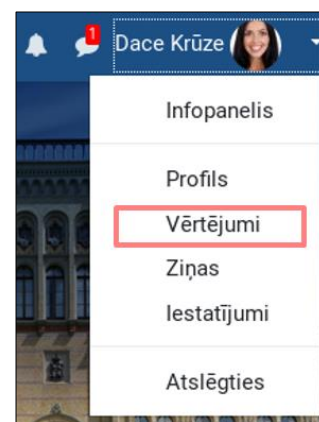 1
Dace Krūze
Infopanelis
Profils
Vērtējumi
Ziņas
Iestatījumi
Atslēgties